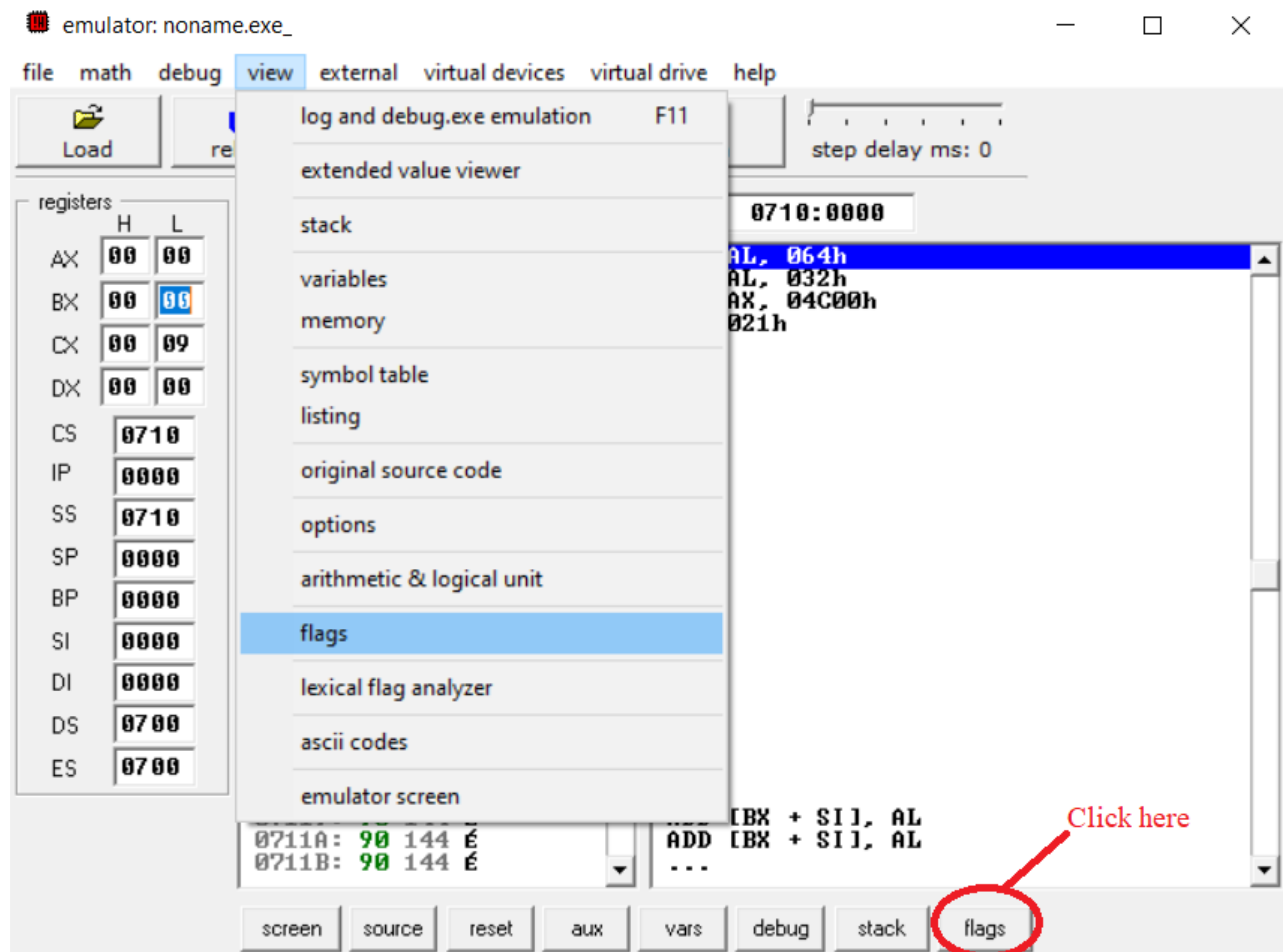 emulator: noname.exe_
file math debug view external virtual devices virtual drive help
Load
step delay ms: 0
log and debug.exe emulation F11
extended value viewer
stack
variables
memory
symbol table
listing
original source code
options
arithmetic & logical unit
flags
lexical flag analyzer
ascii codes
emulator screen
registers
H L
AX 00 00
BX 00 00
CX 00 09
DX 00 00
CS 0710
IP 0000
SS 0710
SP 0000
BP 0000
SI 0000
DI 0000
DS 0700
ES 0700
0710:0000
AL, 064h
AL, 032h
AX, 04C00h
021h
ADD [BX + SI], AL
0711A: 90 144 É ADD [BX + SI], AL
0711B: 90 144 É ...
Click here
screen source reset aux vars debug stack flags